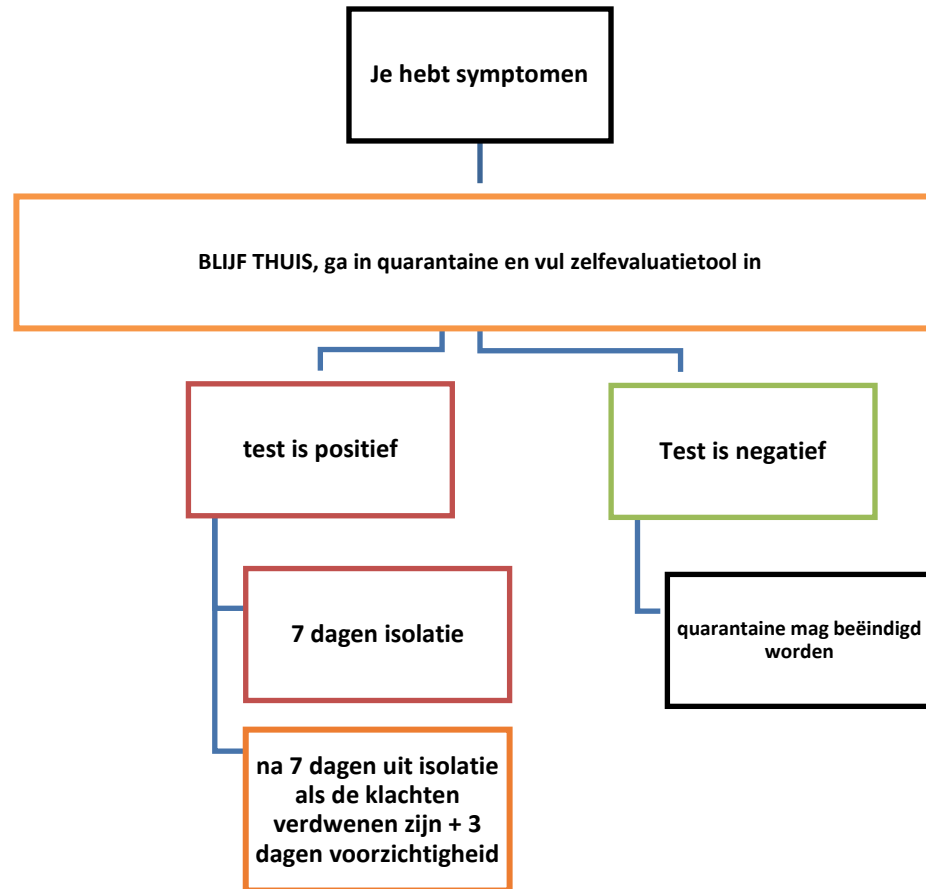 Je hebt symptomen
BLIJF THUIS, ga in quarantaine en vul zelfevaluatietool in
test is positief
Test is negatief
7 dagen isolatie
quarantaine mag beëindigd
worden
na 7 dagen uit isolatie
als de klachten
verdwenen zijn + 3
dagen voorzichtigheid